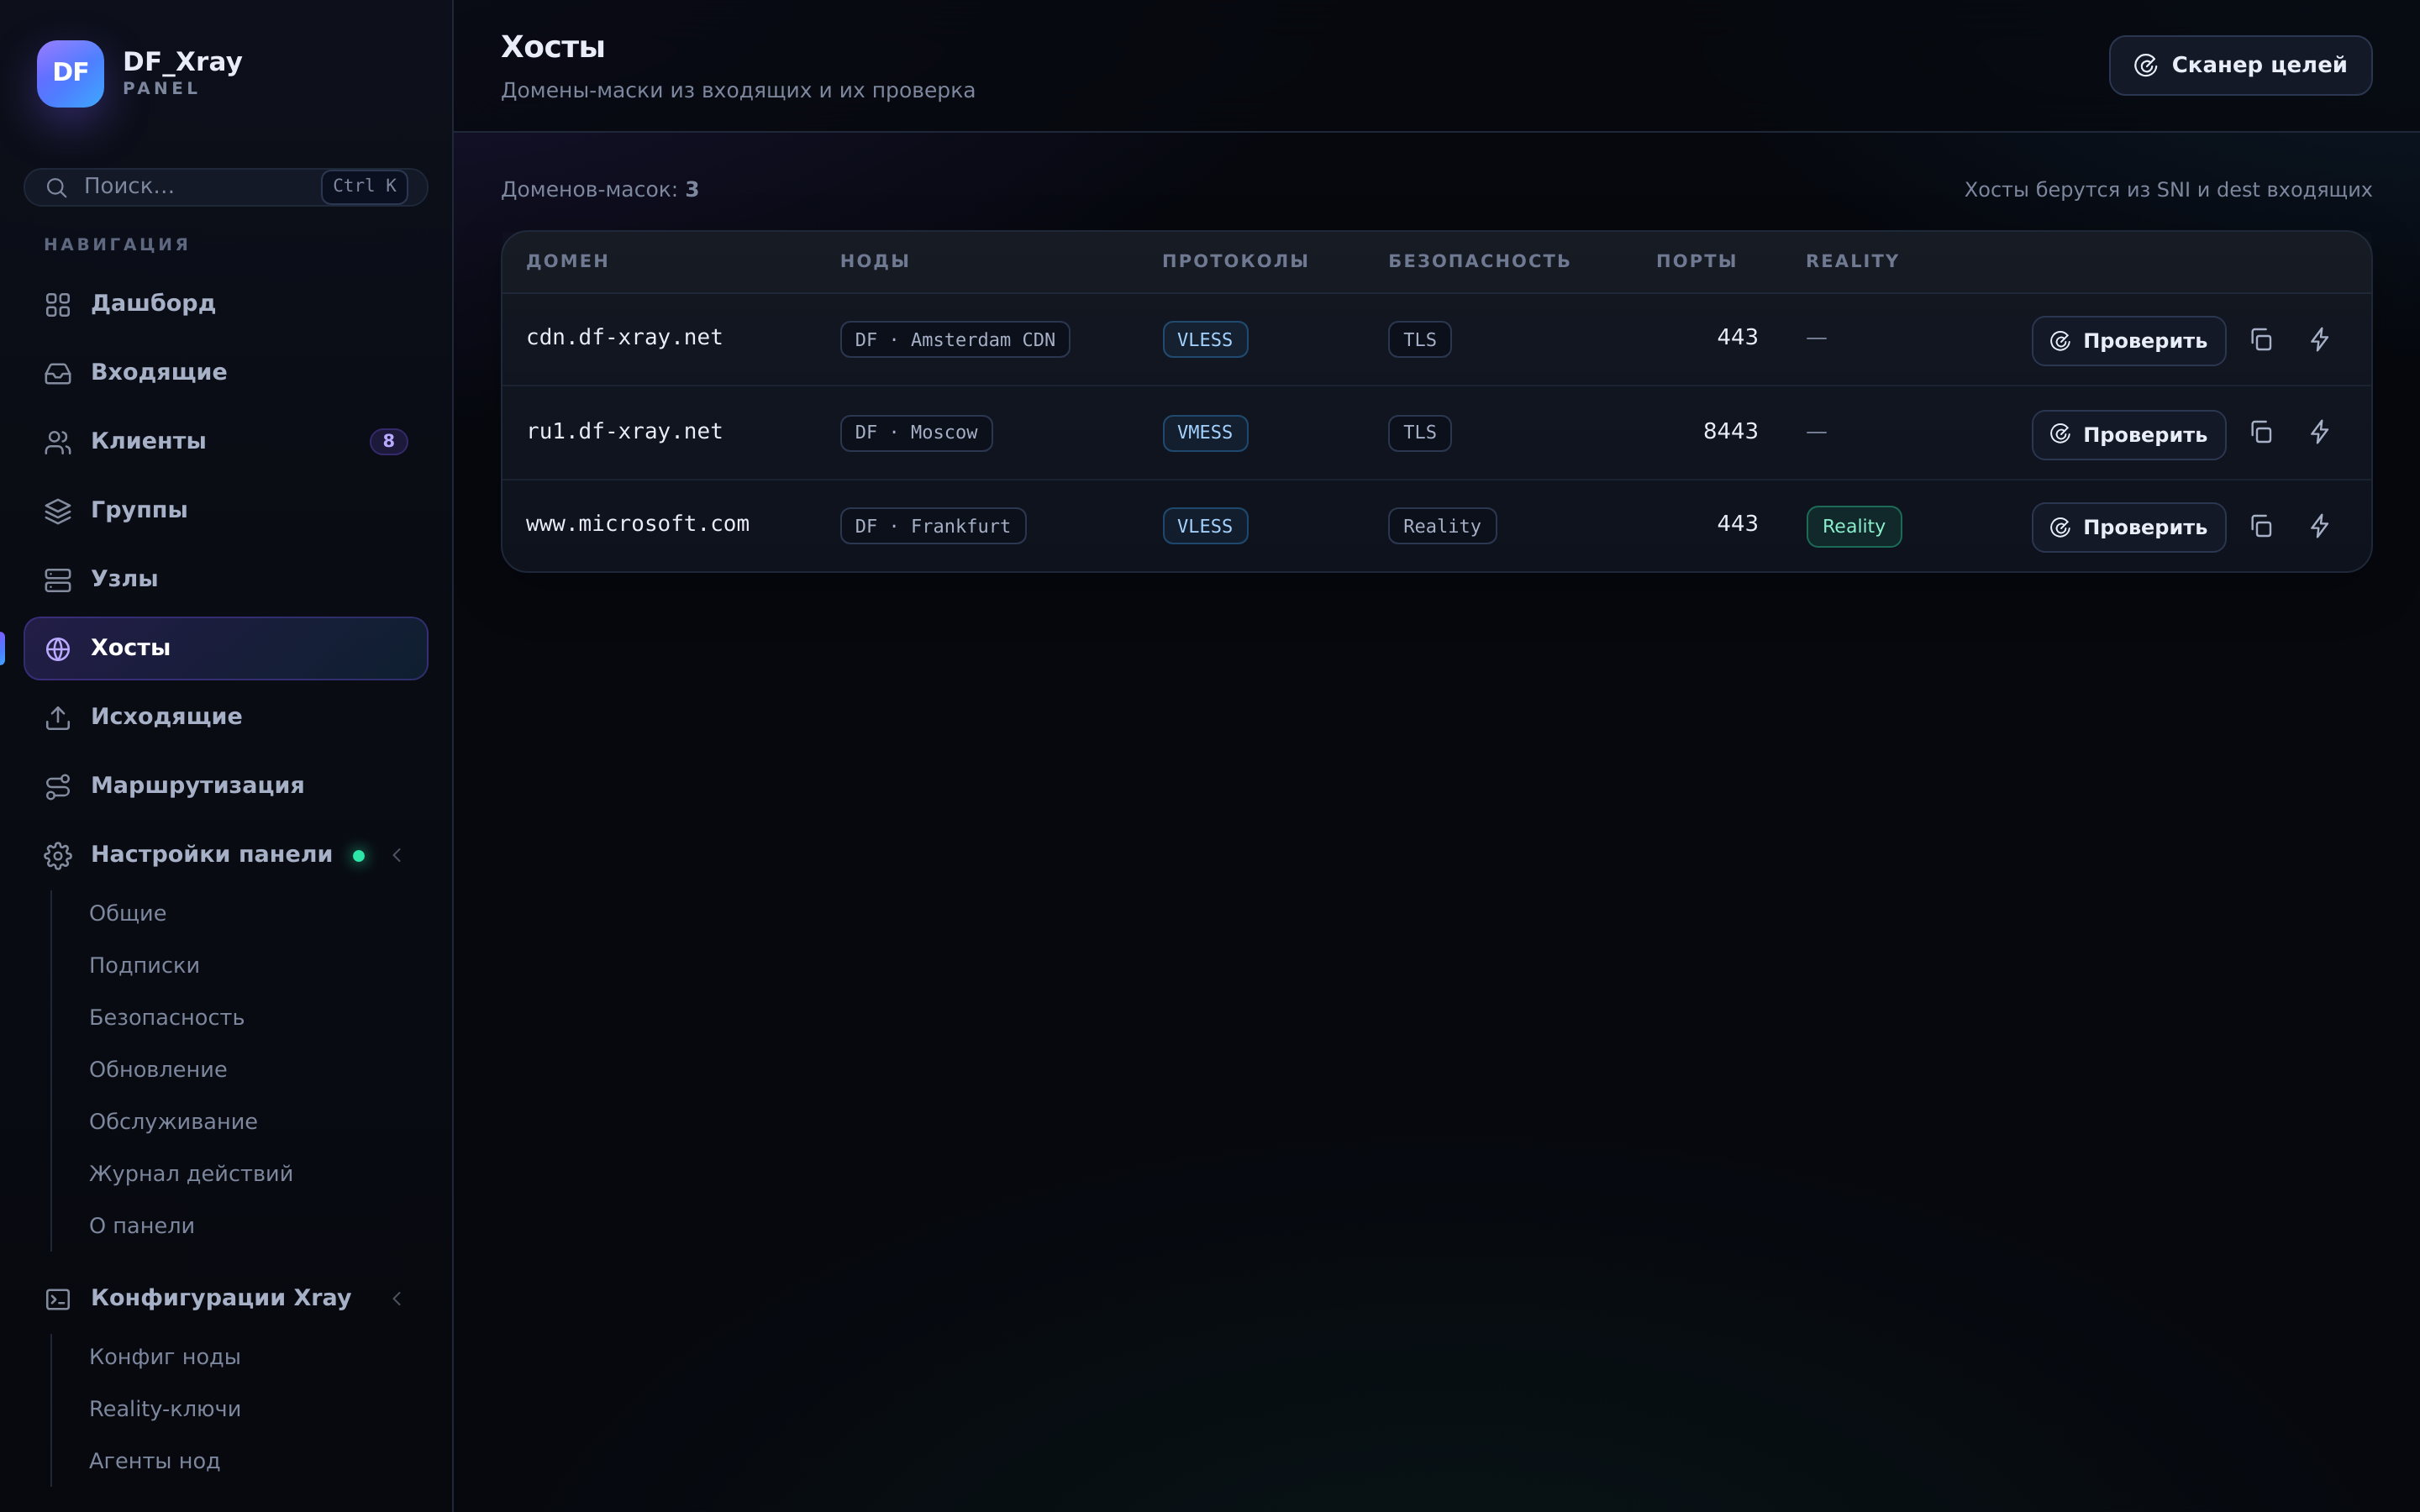 DF
DF_Xray
PANEL
Поиск...
Ctrl K
НАВИГАЦИЯ
Дашборд
Входящие
Клиенты 8
Группы
Узлы
Хосты
Исходящие
Маршрутизация
Настройки панели
Общие
Подписки
Безопасность
Обновление
Обслуживание
Журнал действий
О панели
Конфигурации Xray
Конфиг ноды
Reality-ключи
Агенты нод
Хосты
Домены-маски из входящих и их проверка
Сканер целей
Доменов-масок: 3
Хосты берутся из SNI и dest входящих
ДОМЕН НОДЫ ПРОТОКОЛЫ БЕЗОПАСНОСТЬ ПОРТЫ REALITY
cdn.df-xray.net DF · Amsterdam CDN VLESS TLS 443 — Проверить
ru1.df-xray.net DF · Moscow VMESS TLS 8443 — Проверить
www.microsoft.com DF · Frankfurt VLESS Reality 443 Reality Проверить